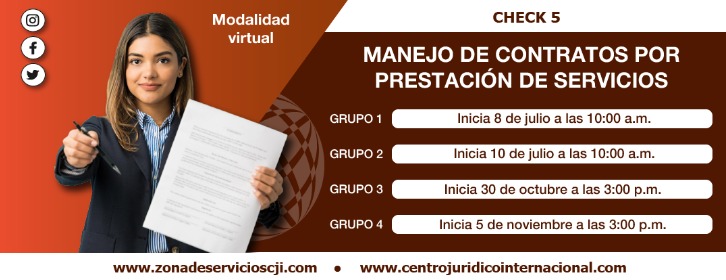 Modalidad
virtual
CHECK 5
MANEJO DE CONTRATOS POR
PRESTACIÓN DE SERVICIOS
GRUPO 1 Inicia 8 de julio a las 10:00 a.m.
GRUPO 2 Inicia 10 de julio a las 10:00 a.m.
GRUPO 3 Inicia 30 de octubre a las 3:00 p.m.
GRUPO 4 Inicia 5 de noviembre a las 3:00 p.m.
www.zonadeservicioscji.com • www.centrojuridicointernacional.com